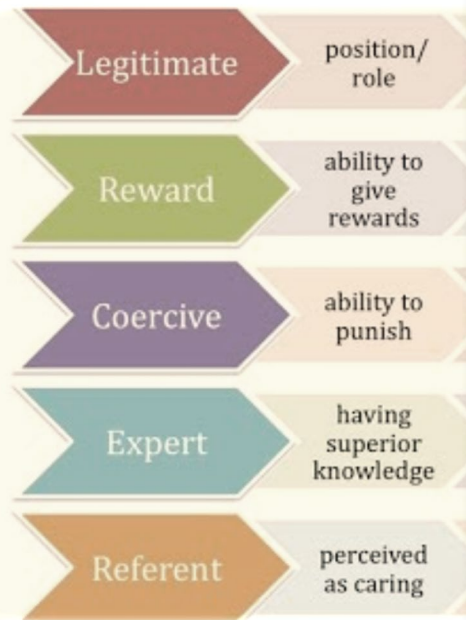 Legitimate
position/
role
Reward
ability to
give
rewards
Coercive
ability to
punish
Expert
having
superior
knowledge
Referent
perceived
as caring